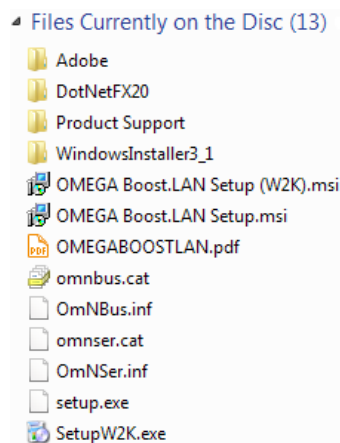 Files Currently on the Disc (13)
Adobe
DotNetFX20
Product Support
WindowsInstaller3_1
OMEGA Boost.LAN Setup (W2K).msi
OMEGA Boost.LAN Setup.msi
OMEGABOOSTLAN.pdf
omnbus.cat
OmNBus.inf
omnser.cat
OmNSer.inf
setup.exe
SetupW2K.exe